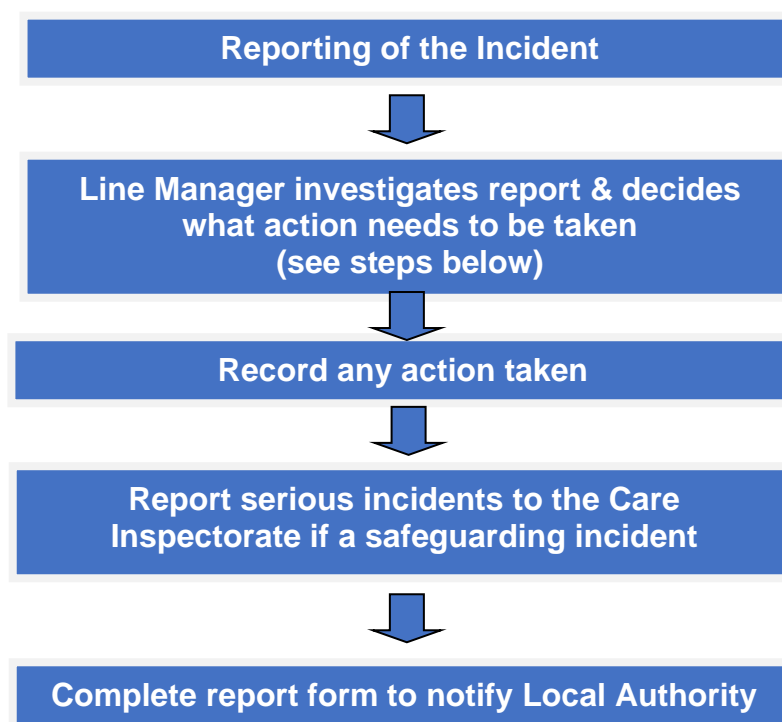 Reporting of the Incident
Line Manager investigates report & decides
what action needs to be taken
(see steps below)
Record any action taken
Report serious incidents to the Care
Inspectorate if a safeguarding incident
Complete report form to notify Local Authority